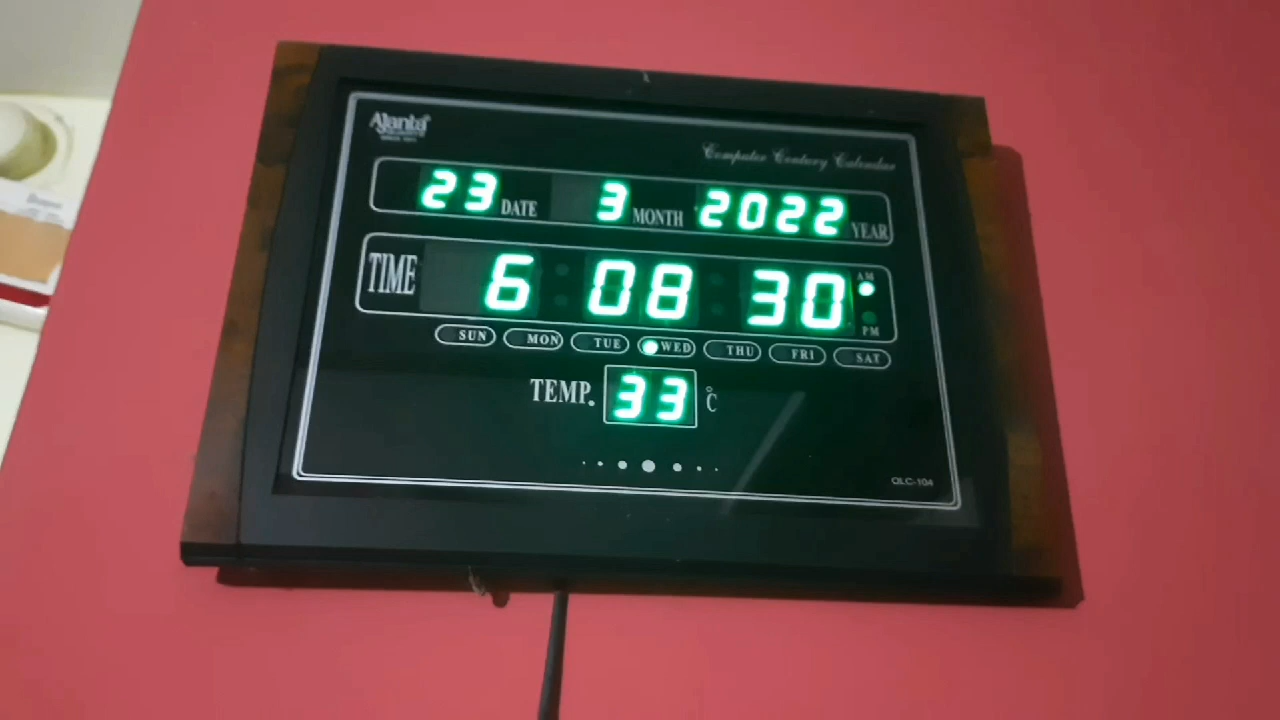 Ajanta
Computer Century Calendar
23 DATE 3 MONTH 2022 YEAR
TIME 6 08 30 AM
PM
SUN MON TUE WED THU FRI SAT
TEMP. 33 °C
OLC-104